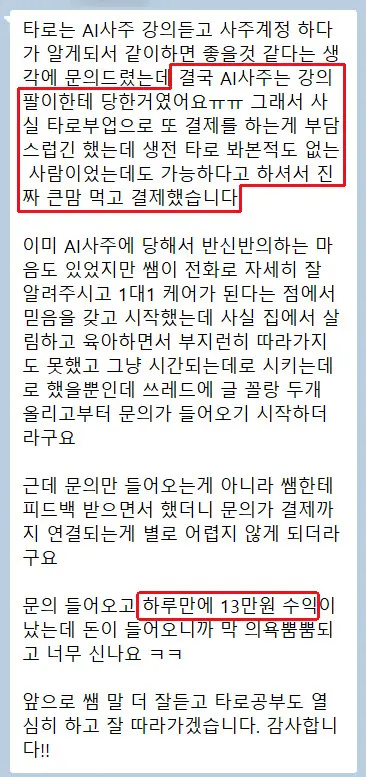 타로는 AI사주 강의듣고 사주계정 하다
가 알게되서 같이하면 좋을것 같다는 생
각에 문의드렸는데 결국 AI사주는 강의
팔이한테 당한거였어요ㅠㅠ 그래서 사
실 타로부업으로 또 결제를 하는게 부담
스럽긴 했는데 생전 타로 봐본적도 없는
사람이었는데도 가능하다고 하셔서 진
짜 큰맘 먹고 결제했습니다
이미 AI사주에 당해서 반신반의하는 마
음도 있었지만 쌤이 전화로 자세히 잘
알려주시고 1대1 케어가 된다는 점에서
믿음을 갖고 시작했는데 사실 집에서 살
림하고 육아하면서 부지런히 따라가지
도 못했고 그냥 시간되는데로 시키는데
로 했을뿐인데 쓰레드에 글 꼴랑 두개
올리고부터 문의가 들어오기 시작하더
라구요
근데 문의만 들어오는게 아니라 쌤한테
피드백 받으면서 했더니 문의가 결제까
지 연결되는게 별로 어렵지 않게 되더라
구요
문의 들어오고 하루만에 13만원 수익이
났는데 돈이 들어오니까 막 의욕뿜뿜되
고 너무 신나요 ㅋㅋ
앞으로 쌤 말 더 잘듣고 타로공부도 열
심히 하고 잘 따라가겠습니다. 감사합니
다!!